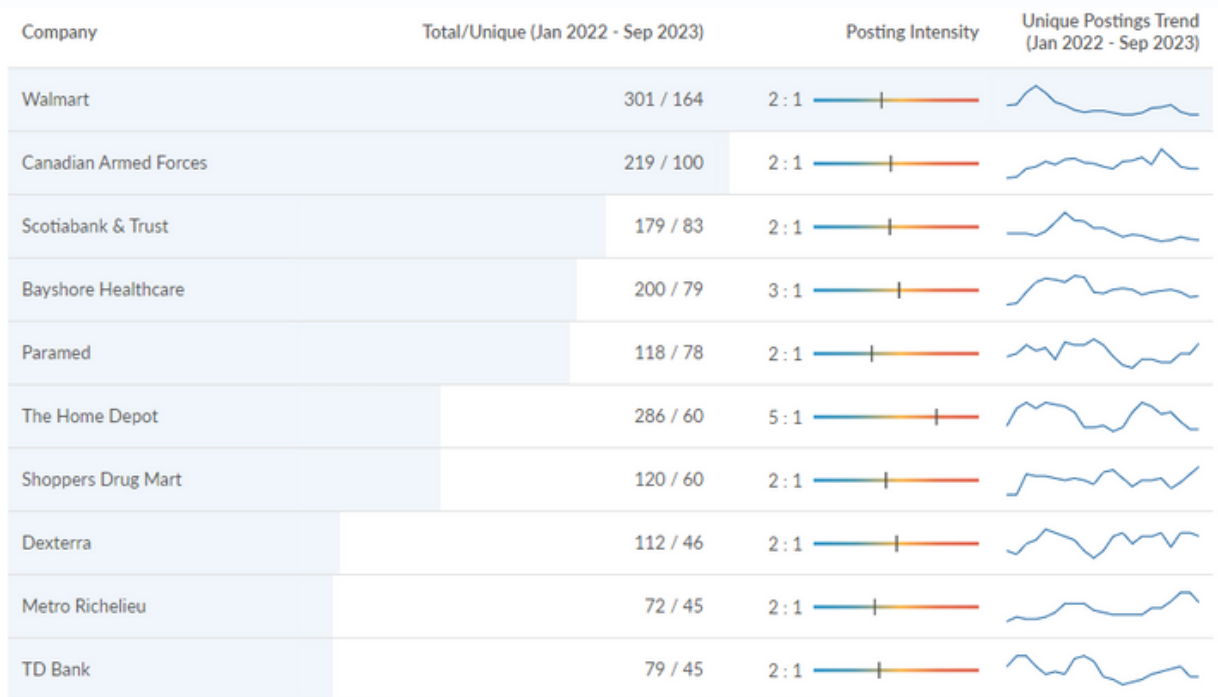 Company Total/Unique (Jan 2022 - Sep 2023) Posting Intensity Unique Postings Trend
(Jan 2022 - Sep 2023)
Walmart 301 / 164 2 : 1
Canadian Armed Forces 219 / 100 2 : 1
Scotiabank & Trust 179 / 83 2 : 1
Bayshore Healthcare 200 / 79 3 : 1
Paramed 118 / 78 2 : 1
The Home Depot 286 / 60 5 : 1
Shoppers Drug Mart 120 / 60 2 : 1
Dexterra 112 / 46 2 : 1
Metro Richelieu 72 / 45 2 : 1
TD Bank 79 / 45 2 : 1